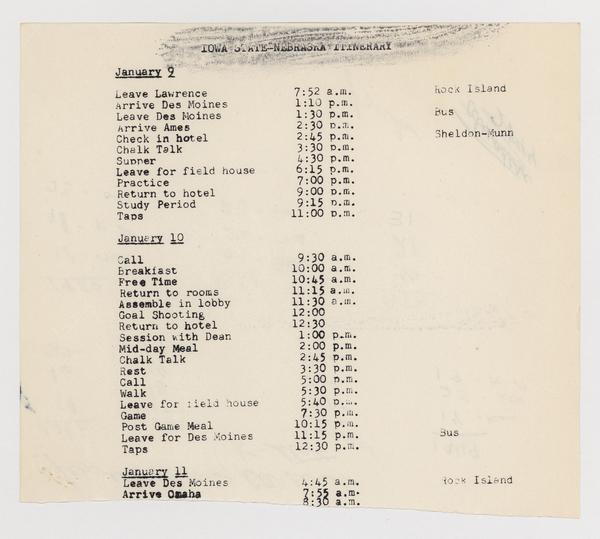 IOWA STATE-NEBRASKA ITINERARY
January 9
Leave Lawrence 7:52 a.m. Rock Island
Arrive Des Moines 1:10 p.m.
Leave Des Moines 1:30 p.m. Bus
Arrive Ames 2:30 p.m.
Check in hotel 2:45 p.m. Sheldon-Munn
Chalk Talk 3:30 p.m.
Supper 4:30 p.m.
Leave for field house 6:15 p.m.
Practice 7:00 p.m.
Return to hotel 9:00 p.m.
Study Period 9:15 p.m.
Taps 11:00 p.m.
January 10
Call 9:30 a.m.
Breakfast 10:00 a.m.
Free Time 10:45 a.m.
Return to rooms 11:15 a.m.
Assemble in lobby 11:30 a.m.
Goal Shooting 12:00
Return to hotel 12:30
Session with Dean 1:00 p.m.
Mid-day Meal 2:00 p.m.
Chalk Talk 2:45 p.m.
Rest 3:30 p.m.
Call 5:00 p.m.
Walk 5:30 p.m.
Leave for field house 5:40 p.m.
Game 7:30 p.m.
Post Game Meal 10:15 p.m.
Leave for Des Moines 11:15 p.m. Bus
Taps 12:30 p.m.
January 11
Leave Des Moines 4:45 a.m. Rock Island
Arrive Omaha 7:55 a.m.
8:30 a.m.